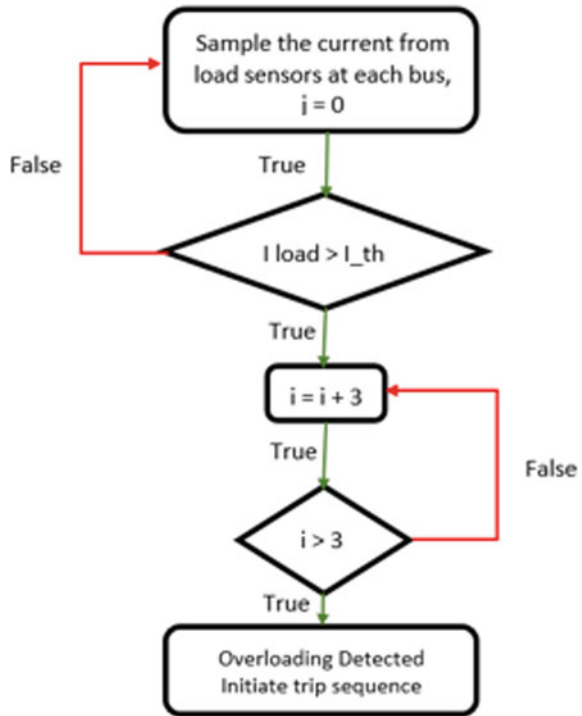 Sample the current from
load sensors at each bus,
i = 0
False
True
I load > I_th
True
i = i + 3
True
False
i > 3
True
Overloading Detected
Initiate trip sequence